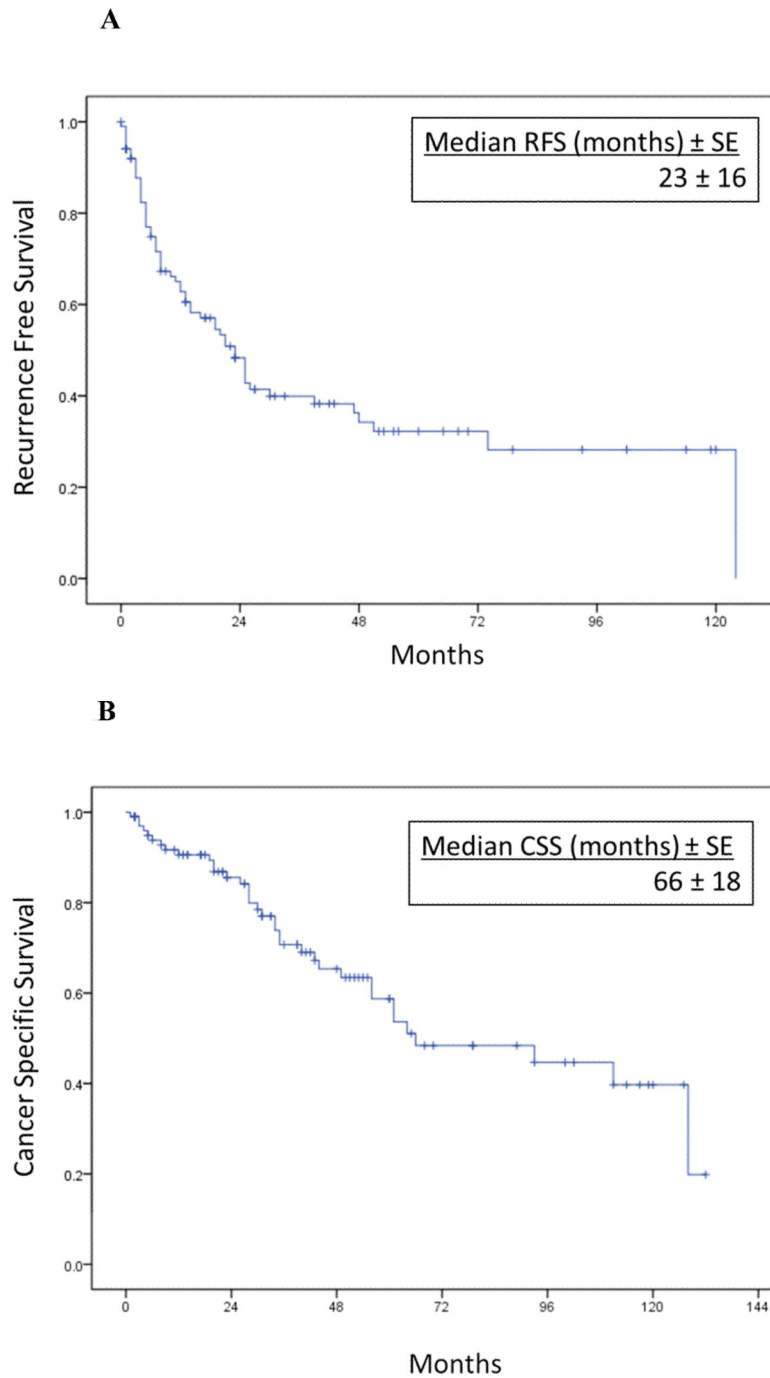 A
Median RFS (months) ± SE
23 ± 16
Recurrence Free Survival
1.0
0.8
0.6
0.4
0.2
0.0
0 24 48 72 96 120
Months
B
Median CSS (months) ± SE
66 ± 18
Cancer Specific Survival
1.0
0.8
0.6
0.4
0.2
0.0
0 24 48 72 96 120 144
Months